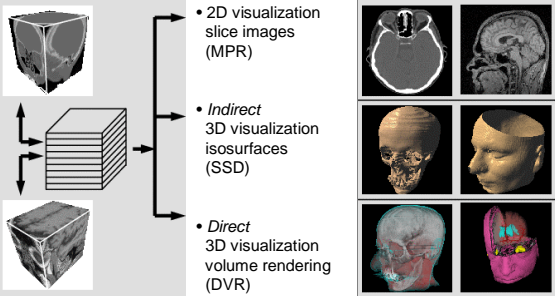 • 2D visualization
slice images
(MPR)
• Indirect
3D visualization
isosurfaces
(SSD)
• Direct
3D visualization
volume rendering
(DVR)